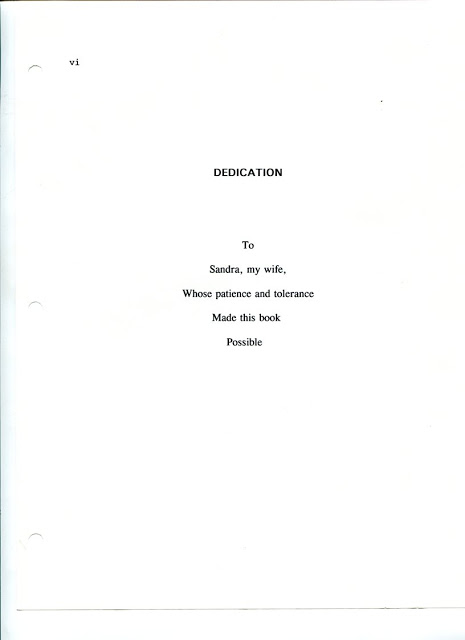 vi
DEDICATION
To
Sandra, my wife,
Whose patience and tolerance
Made this book
Possible